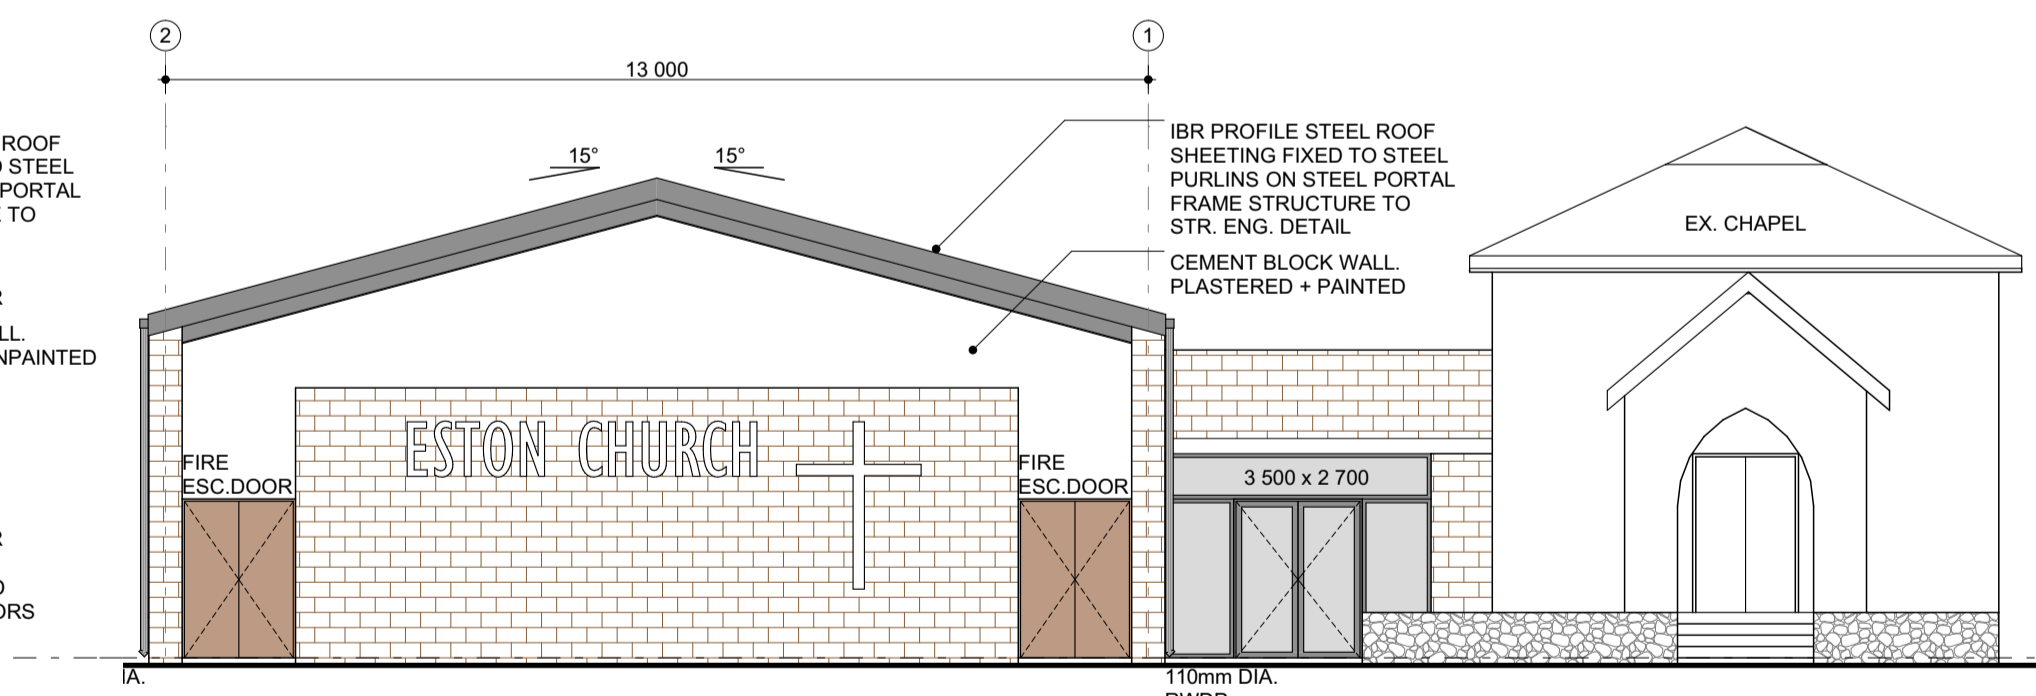 2
1
13 000
ROOF
STEEL
PORTAL
TO
LL.
NPAINTED
ORS
15°
15°
IBR PROFILE STEEL ROOF
SHEETING FIXED TO STEEL
PURLINS ON STEEL PORTAL
FRAME STRUCTURE TO
STR. ENG. DETAIL
CEMENT BLOCK WALL.
PLASTERED + PAINTED
EX. CHAPEL
ESTON CHURCH
FIRE
ESC.DOOR
FIRE
ESC.DOOR
3 500 x 2 700
IA.
110mm DIA.